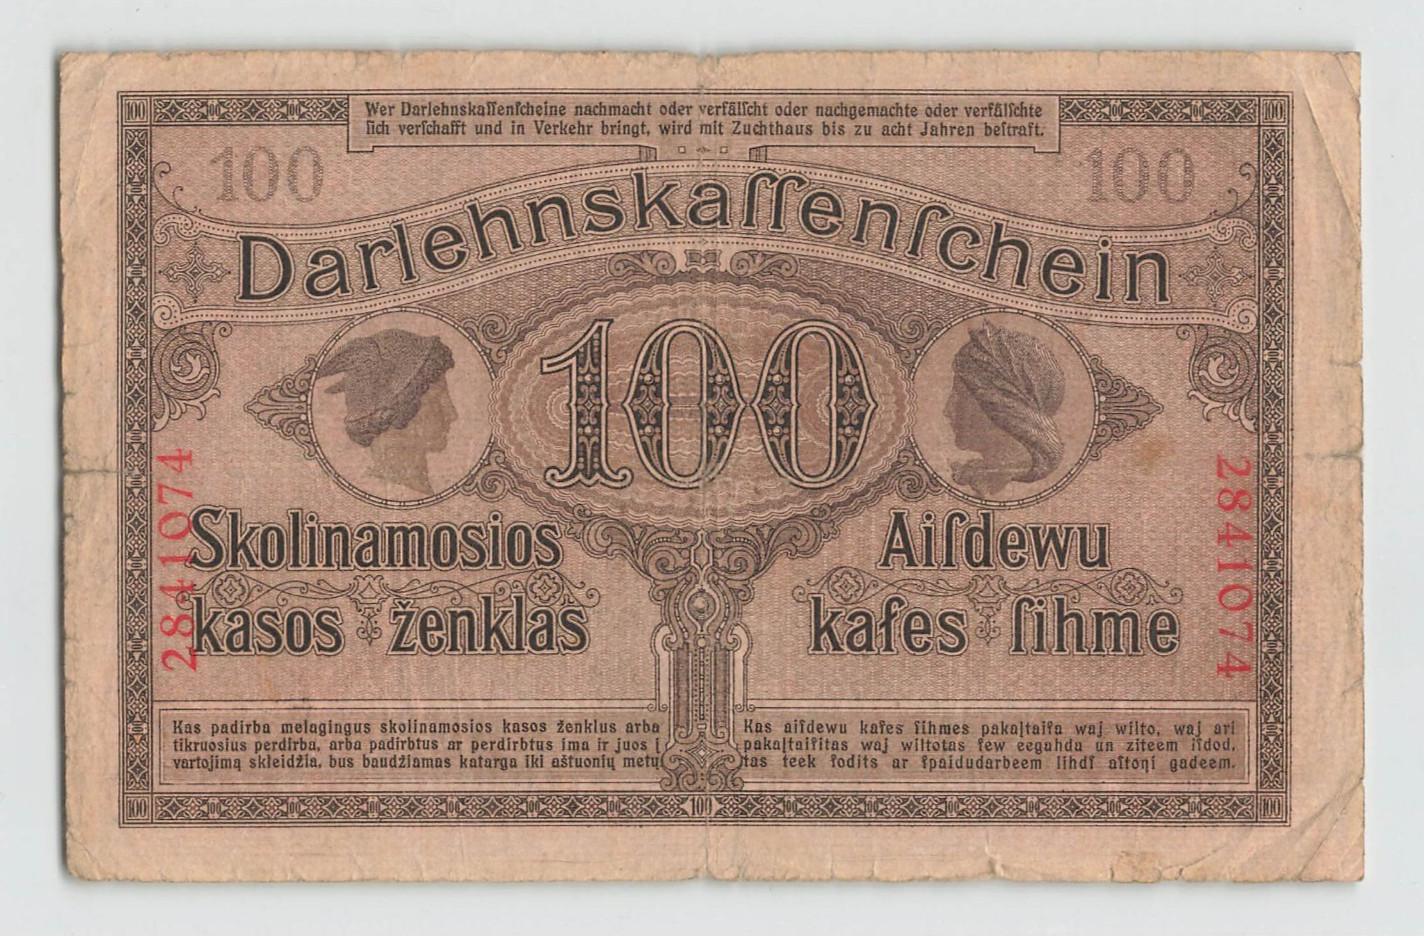 Wer Darlehnskaſſenſcheine nachmacht oder verfälſcht oder nachgemachte oder verfälſchte
ſich verſchafft und in Verkehr bringt, wird mit Zuchthaus bis zu acht Jahren beſtraft.
100 100
Darlehnskaſſenſchein
100
2841074
2841074
Skolinamosios
kasos ženklas
Aiſdewu
kaſes ſihme
Kas padirba melagingus skolinamosios kasos ženklus arba
tikruosius perdirba, arba padirbtus ar perdirbtus ima ir juos į
vartojimą skleidžia, bus baudžiamas katarga iki aštuonių metų
Kas aiſdewu kaſes ſihmes pakaļtaiſa waj wilto, waj ari
pakaļtaiſitas waj wiltotas ſew eegahda un ziteem iſdod,
tas teek ſodits ar ſpaidudarbeem lihdſ aſtoņi gadeem.
100 100 100 100 100